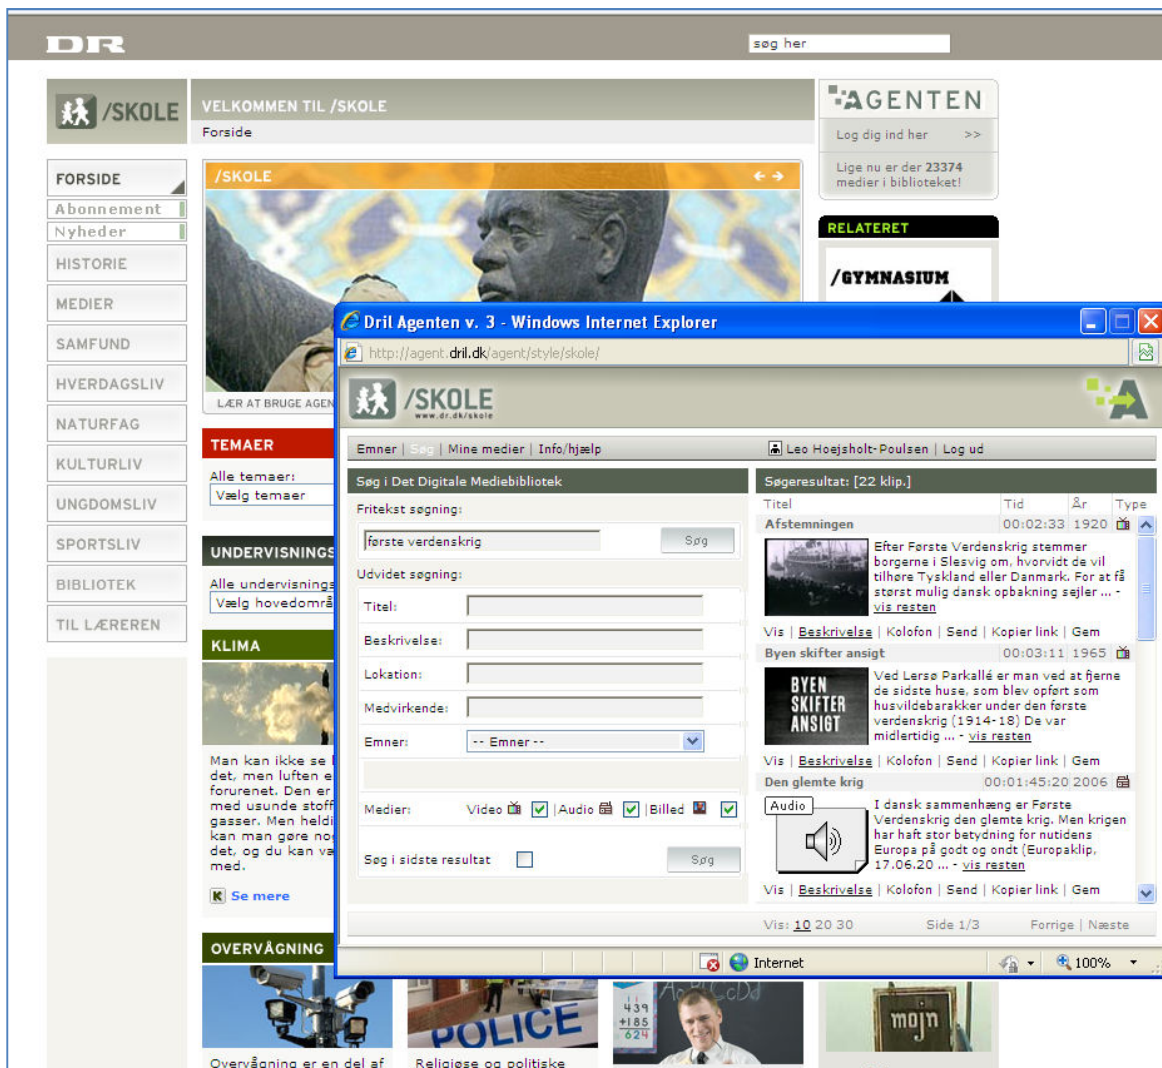 DR
søg her
/SKOLE
VELKOMMEN TIL /SKOLE
Forside
AGENTEN
Log dig ind her >>
Lige nu er der 23374
medier i biblioteket!
FORSIDE
Abonnement
Nyheder
HISTORIE
MEDIER
SAMFUND
HVERDAGSLIV
NATURFAG
KULTURLIV
UNGDOMSLIV
SPORTSLIV
BIBLIOTEK
TIL LÆREREN
/SKOLE
LÆR AT BRUGE AGEN
RELATERET
/GYMNASIUM
TEMAER
Alle temaer:
Vælg temaer
UNDERVISNINGS
Alle undervisnings
Vælg hovedområ
KLIMA
Man kan ikke se
det, men luften e
forurenet. Den er
med usunde stoff
gasser. Men heldi
kan man gøre no
det, og du kan væ
med.
Se mere
OVERVÅGNING
Overvågning er en del af
POLICE
Religiøse og politiske
439
+185
624
mojn
Dril Agenten v. 3 - Windows Internet Explorer
http://agent.dril.dk/agent/style/skole/
/SKOLE
www.dr.dk/skole
Emner | Søg | Mine medier | Info/hjælp
Leo Hoejsholt-Poulsen | Log ud
Søg i Det Digitale Mediebibliotek
Fritekst søgning:
første verdenskrig
Søg
Udvidet søgning:
Titel:
Beskrivelse:
Lokation:
Medvirkende:
Emner: -- Emner --
Medier: Video |Audio |Billed
Søg i sidste resultat Søg
Søgeresultat: [22 klip.]
Titel Tid År Type
Afstemningen 00:02:33 1920
Efter Første Verdenskrig stemmer
borgerne i Slesvig om, hvorvidt de vil
tilhøre Tyskland eller Danmark. For at få
størst mulig dansk opbakning sejler ... -
vis resten
Vis | Beskrivelse | Kolofon | Send | Kopier link | Gem
Byen skifter ansigt 00:03:11 1965
BYEN
SKIFTER
ANSIGT
Ved Lersø Parkallé er man ved at fjerne
de sidste huse, som blev opført som
husvildebarakker under den første
verdenskrig (1914-18) De var
midlertidig ... - vis resten
Vis | Beskrivelse | Kolofon | Send | Kopier link | Gem
Den glemte krig 00:01:45:20 2006
Audio
I dansk sammenhæng er Første
Verdenskrig den glemte krig. Men krigen
har haft stor betydning for nutidens
Europa på godt og ondt (Europaklip,
17.06.20 ... - vis resten
Vis | Beskrivelse | Kolofon | Send | Kopier link | Gem
Vis: 10 20 30 Side 1/3 Forrige | Næste
Internet 100%